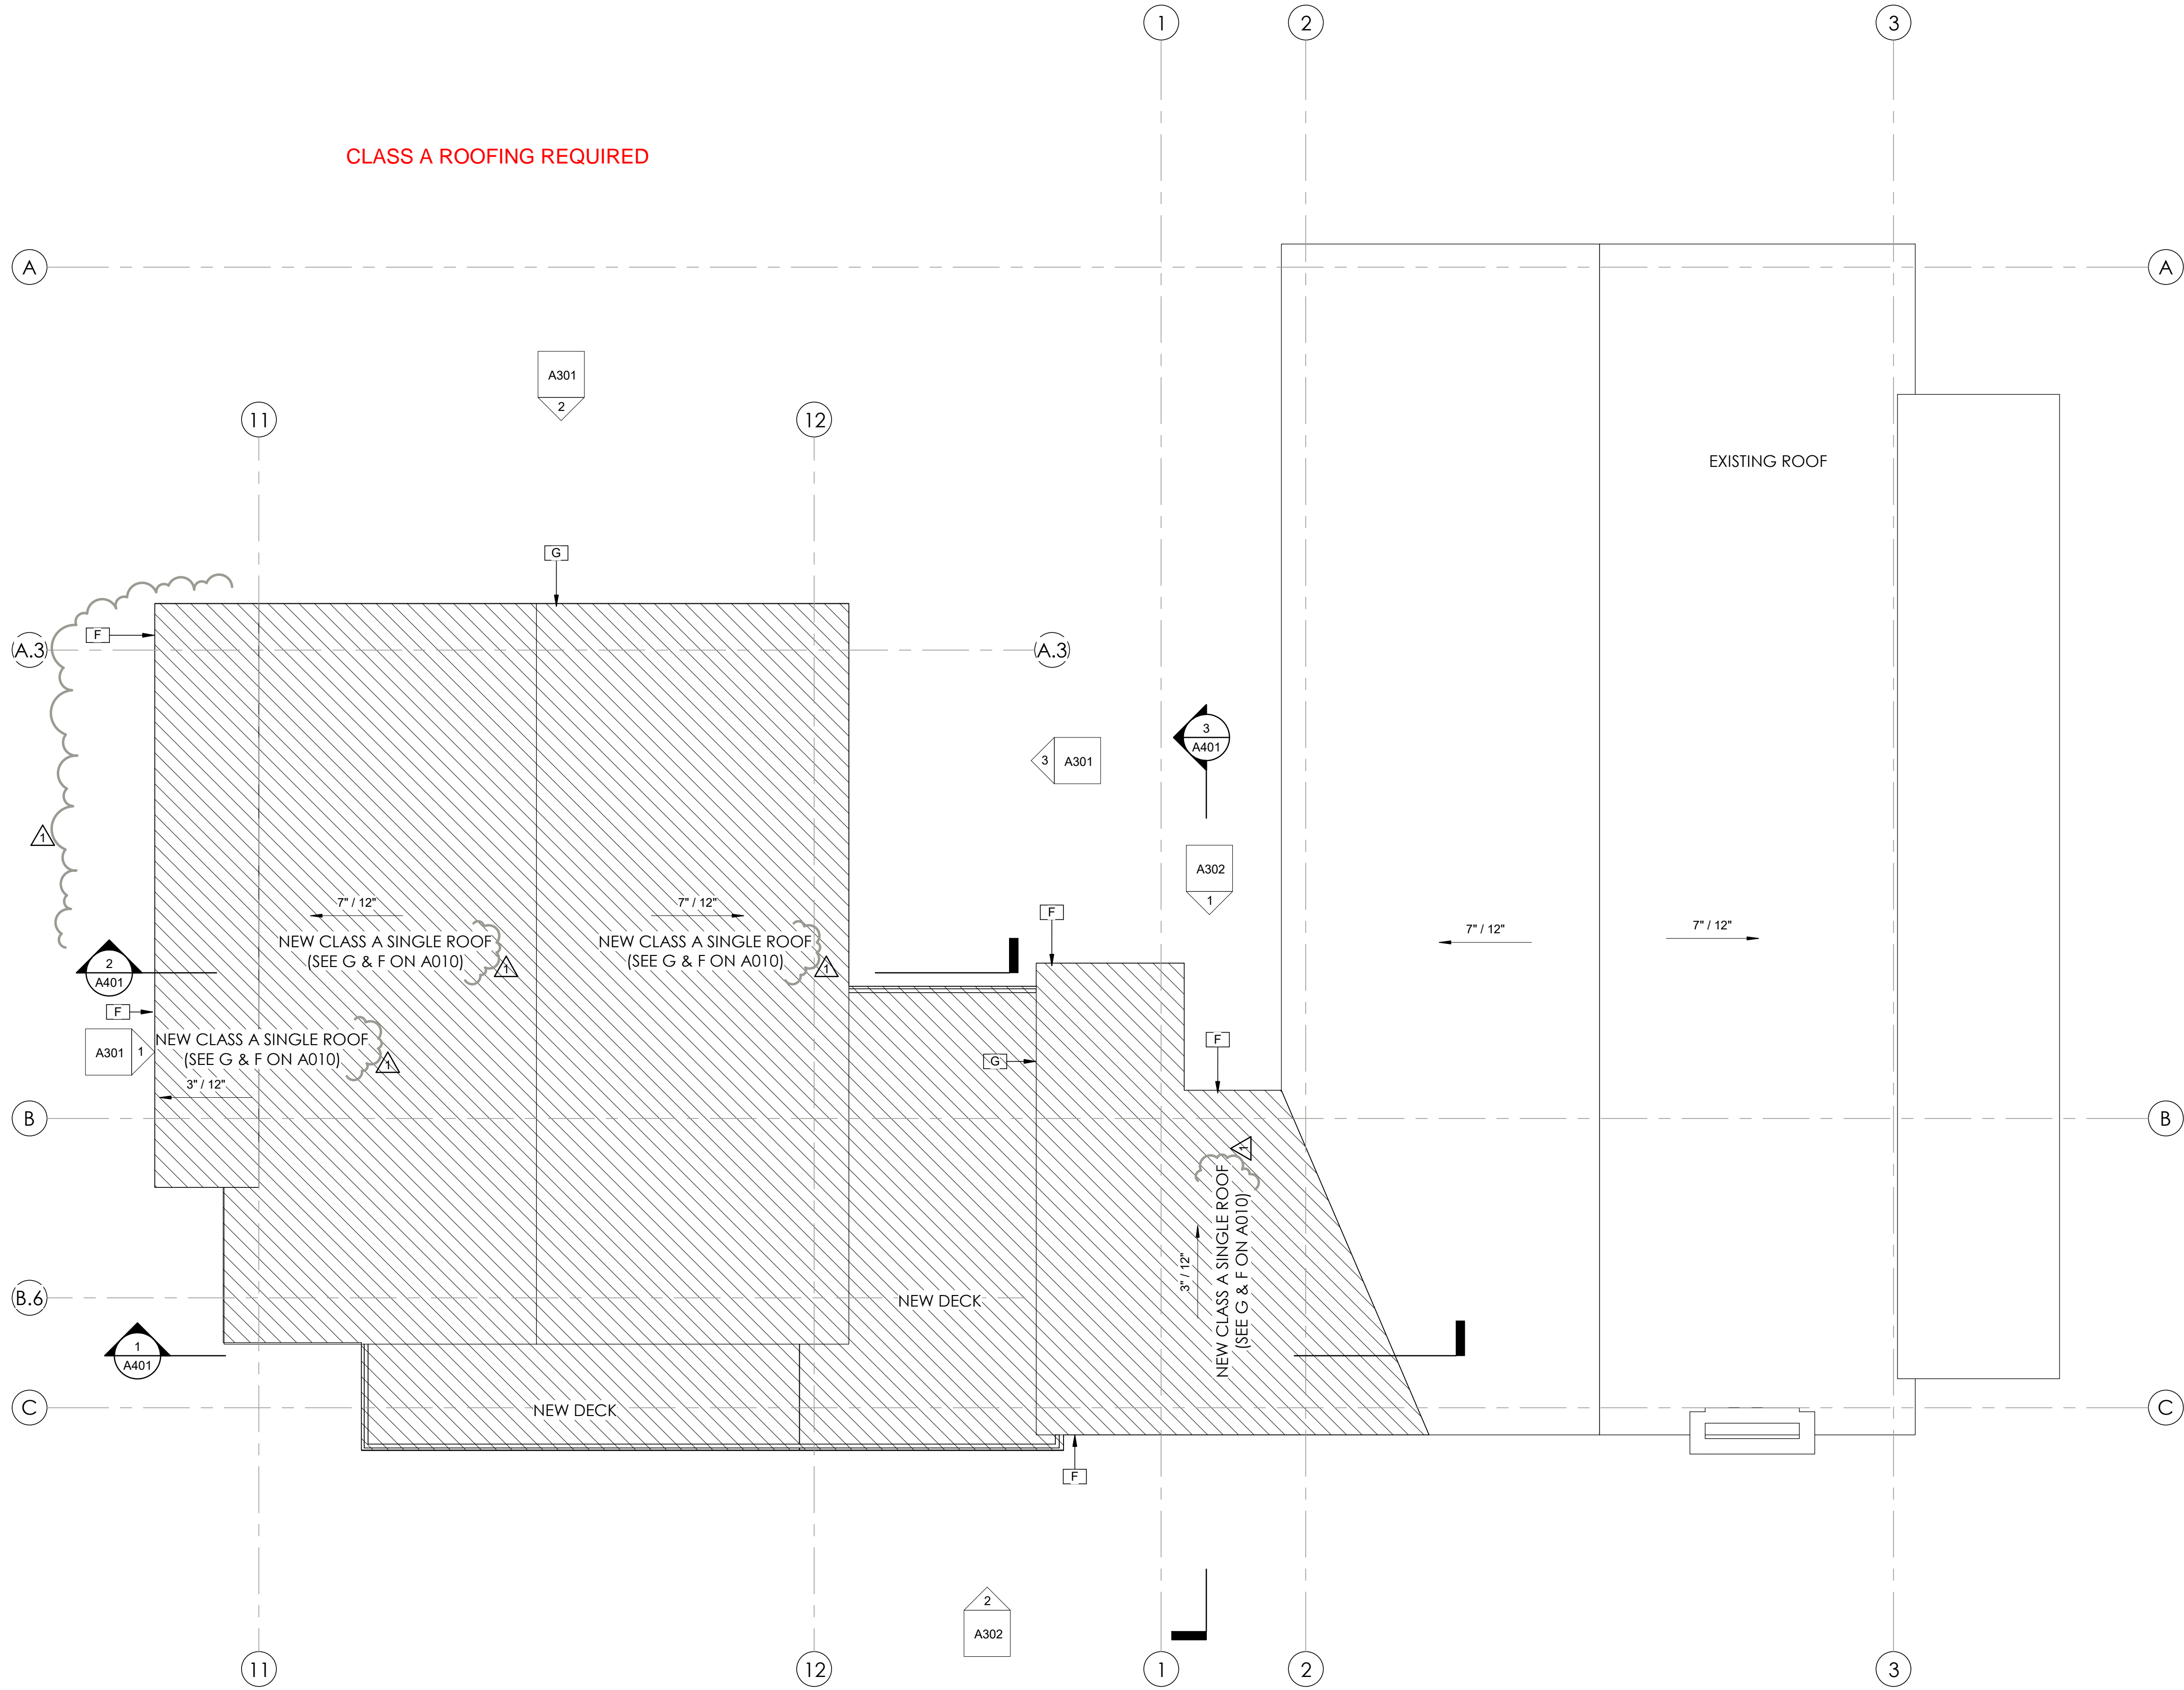 1
2
3
CLASS A ROOFING REQUIRED
A
A
A301
2
11
12
EXISTING ROOF
G
F
A.3
A.3
3
A401
3
A301
1
A302
1
7" / 12"
7" / 12"
F
7" / 12"
7" / 12"
NEW CLASS A SINGLE ROOF
(SEE G & F ON A010)
1
NEW CLASS A SINGLE ROOF
(SEE G & F ON A010)
1
2
A401
F
A301
1
NEW CLASS A SINGLE ROOF
(SEE G & F ON A010)
1
3" / 12"
G
F
B
B
1
NEW CLASS A SINGLE ROOF
(SEE G & F ON A010)
3" / 12"
B.6
NEW DECK
1
A401
C
NEW DECK
C
F
2
A302
11
12
1
2
3